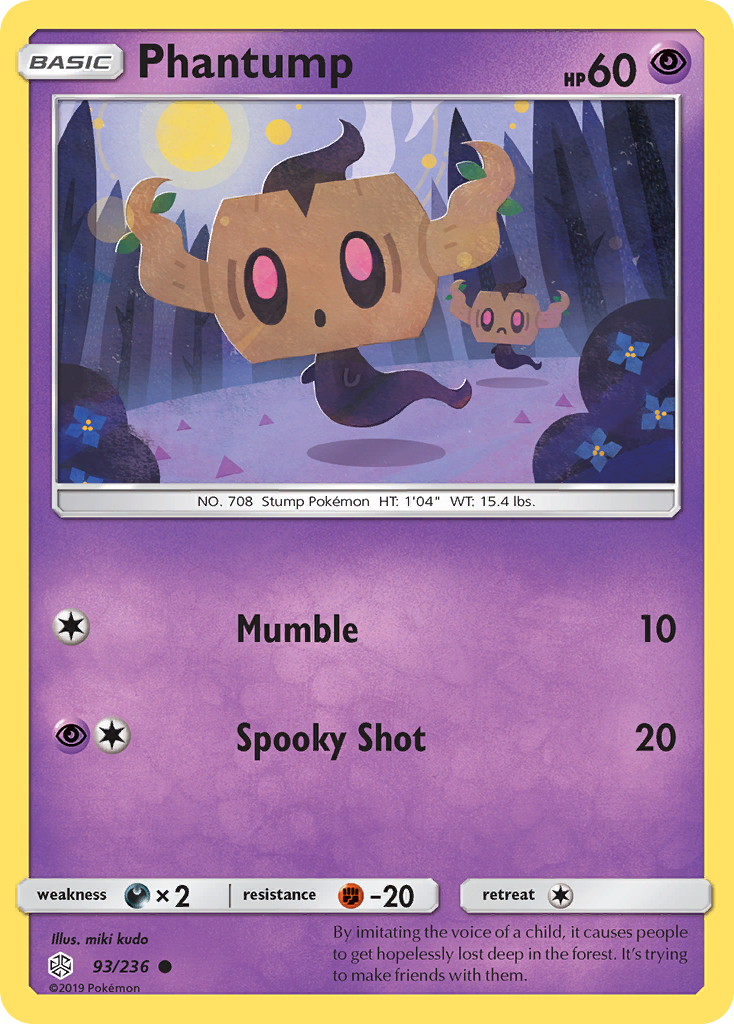 BASIC Phantump HP60
NO. 708 Stump Pokémon HT: 1'04" WT: 15.4 lbs.
Mumble 10
Spooky Shot 20
weakness ×2 resistance -20 retreat
Illus. miki kudo
93/236
©2019 Pokémon
By imitating the voice of a child, it causes people
to get hopelessly lost deep in the forest. It's trying
to make friends with them.